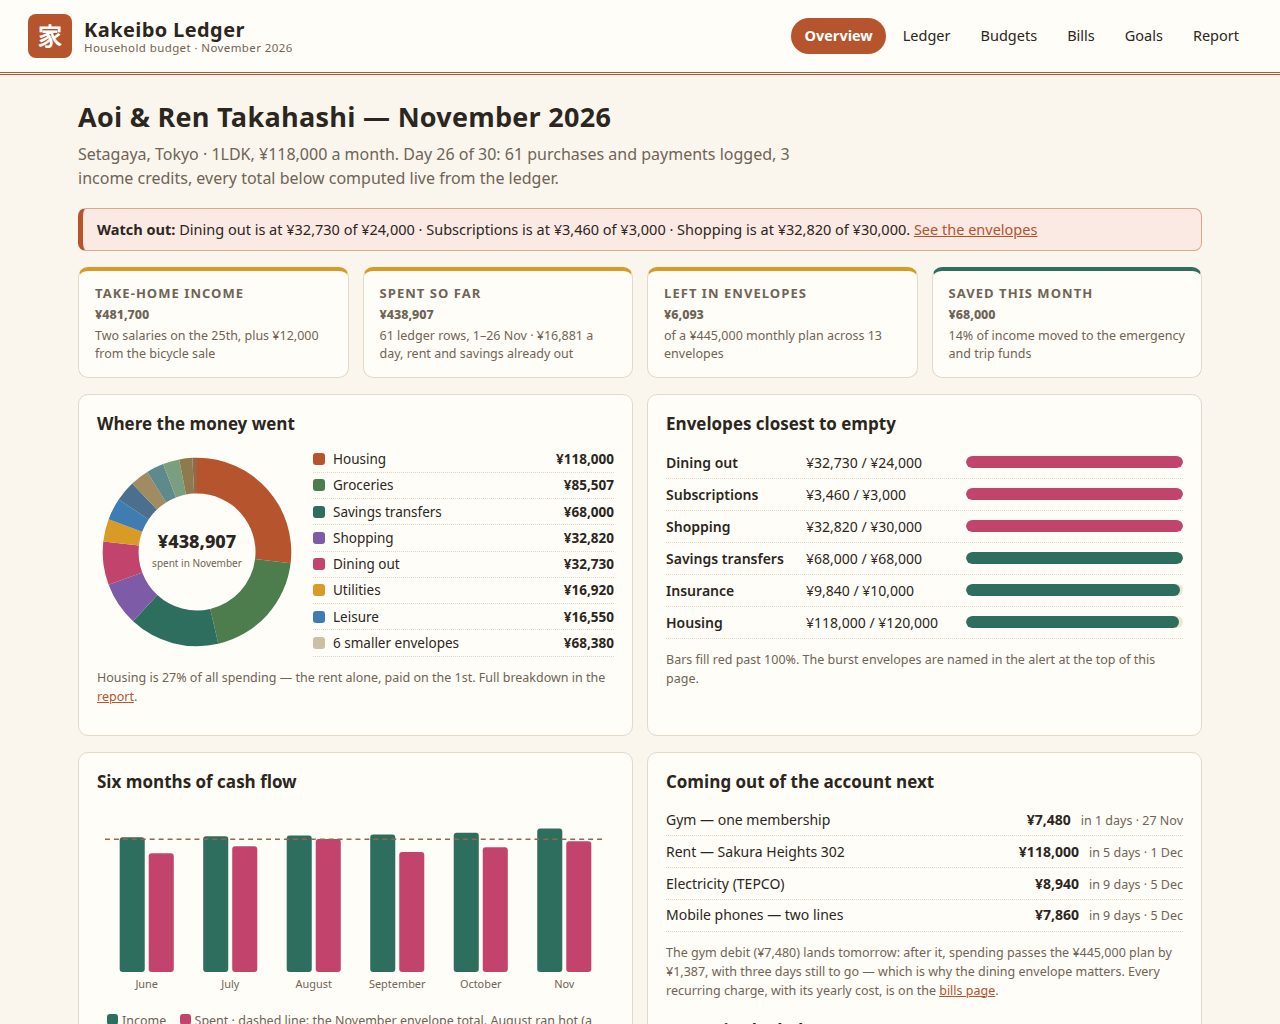 家
Kakeibo Ledger
Household budget · November 2026
Overview
Ledger
Budgets
Bills
Goals
Report
Aoi & Ren Takahashi — November 2026
Setagaya, Tokyo · 1LDK, ¥118,000 a month. Day 26 of 30: 61 purchases and payments logged, 3
income credits, every total below computed live from the ledger.
Watch out: Dining out is at ¥32,730 of ¥24,000 · Subscriptions is at ¥3,460 of ¥3,000 · Shopping is at ¥32,820 of ¥30,000. See the envelopes
TAKE-HOME INCOME
¥481,700
Two salaries on the 25th, plus ¥12,000
from the bicycle sale
SPENT SO FAR
¥438,907
61 ledger rows, 1–26 Nov · ¥16,881 a
day, rent and savings already out
LEFT IN ENVELOPES
¥6,093
of a ¥445,000 monthly plan across 13
envelopes
SAVED THIS MONTH
¥68,000
14% of income moved to the emergency
and trip funds
Where the money went
¥438,907
spent in November
Housing ¥118,000
Groceries ¥85,507
Savings transfers ¥68,000
Shopping ¥32,820
Dining out ¥32,730
Utilities ¥16,920
Leisure ¥16,550
6 smaller envelopes ¥68,380
Housing is 27% of all spending — the rent alone, paid on the 1st. Full breakdown in the
report.
Envelopes closest to empty
Dining out ¥32,730 / ¥24,000
Subscriptions ¥3,460 / ¥3,000
Shopping ¥32,820 / ¥30,000
Savings transfers ¥68,000 / ¥68,000
Insurance ¥9,840 / ¥10,000
Housing ¥118,000 / ¥120,000
Bars fill red past 100%. The burst envelopes are named in the alert at the top of this
page.
Six months of cash flow
June July August September October Nov
Income Spent · dashed line: the November envelope total. August ran hot (a
Coming out of the account next
Gym — one membership ¥7,480 in 1 days · 27 Nov
Rent — Sakura Heights 302 ¥118,000 in 5 days · 1 Dec
Electricity (TEPCO) ¥8,940 in 9 days · 5 Dec
Mobile phones — two lines ¥7,860 in 9 days · 5 Dec
The gym debit (¥7,480) lands tomorrow: after it, spending passes the ¥445,000 plan by
¥1,387, with three days still to go — which is why the dining envelope matters. Every
recurring charge, with its yearly cost, is on the bills page.